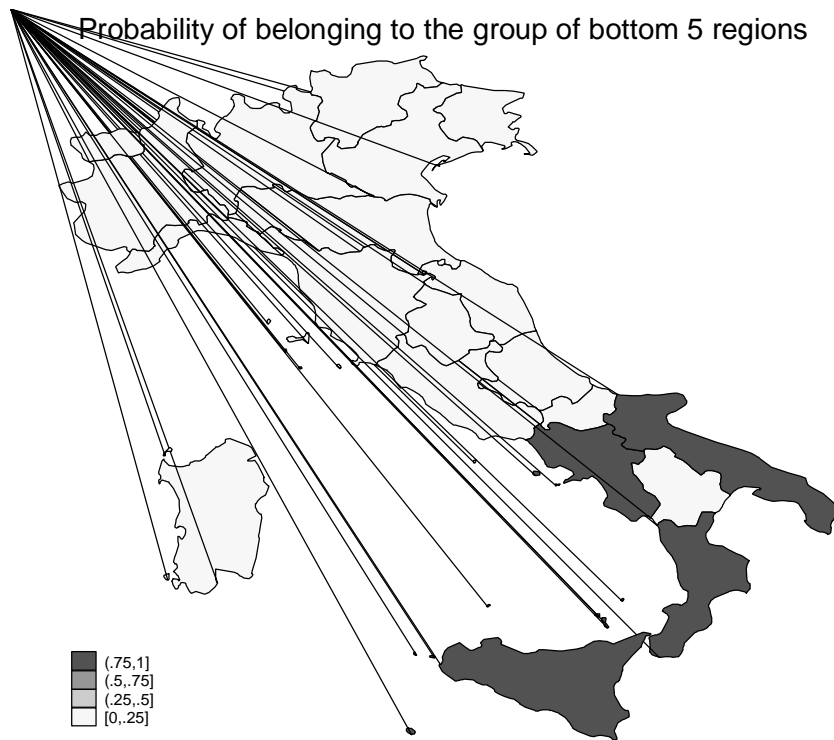 Probability of belonging to the group of bottom 5 regions
(.75,1]
(.5,.75]
(.25,.5]
[0,.25]